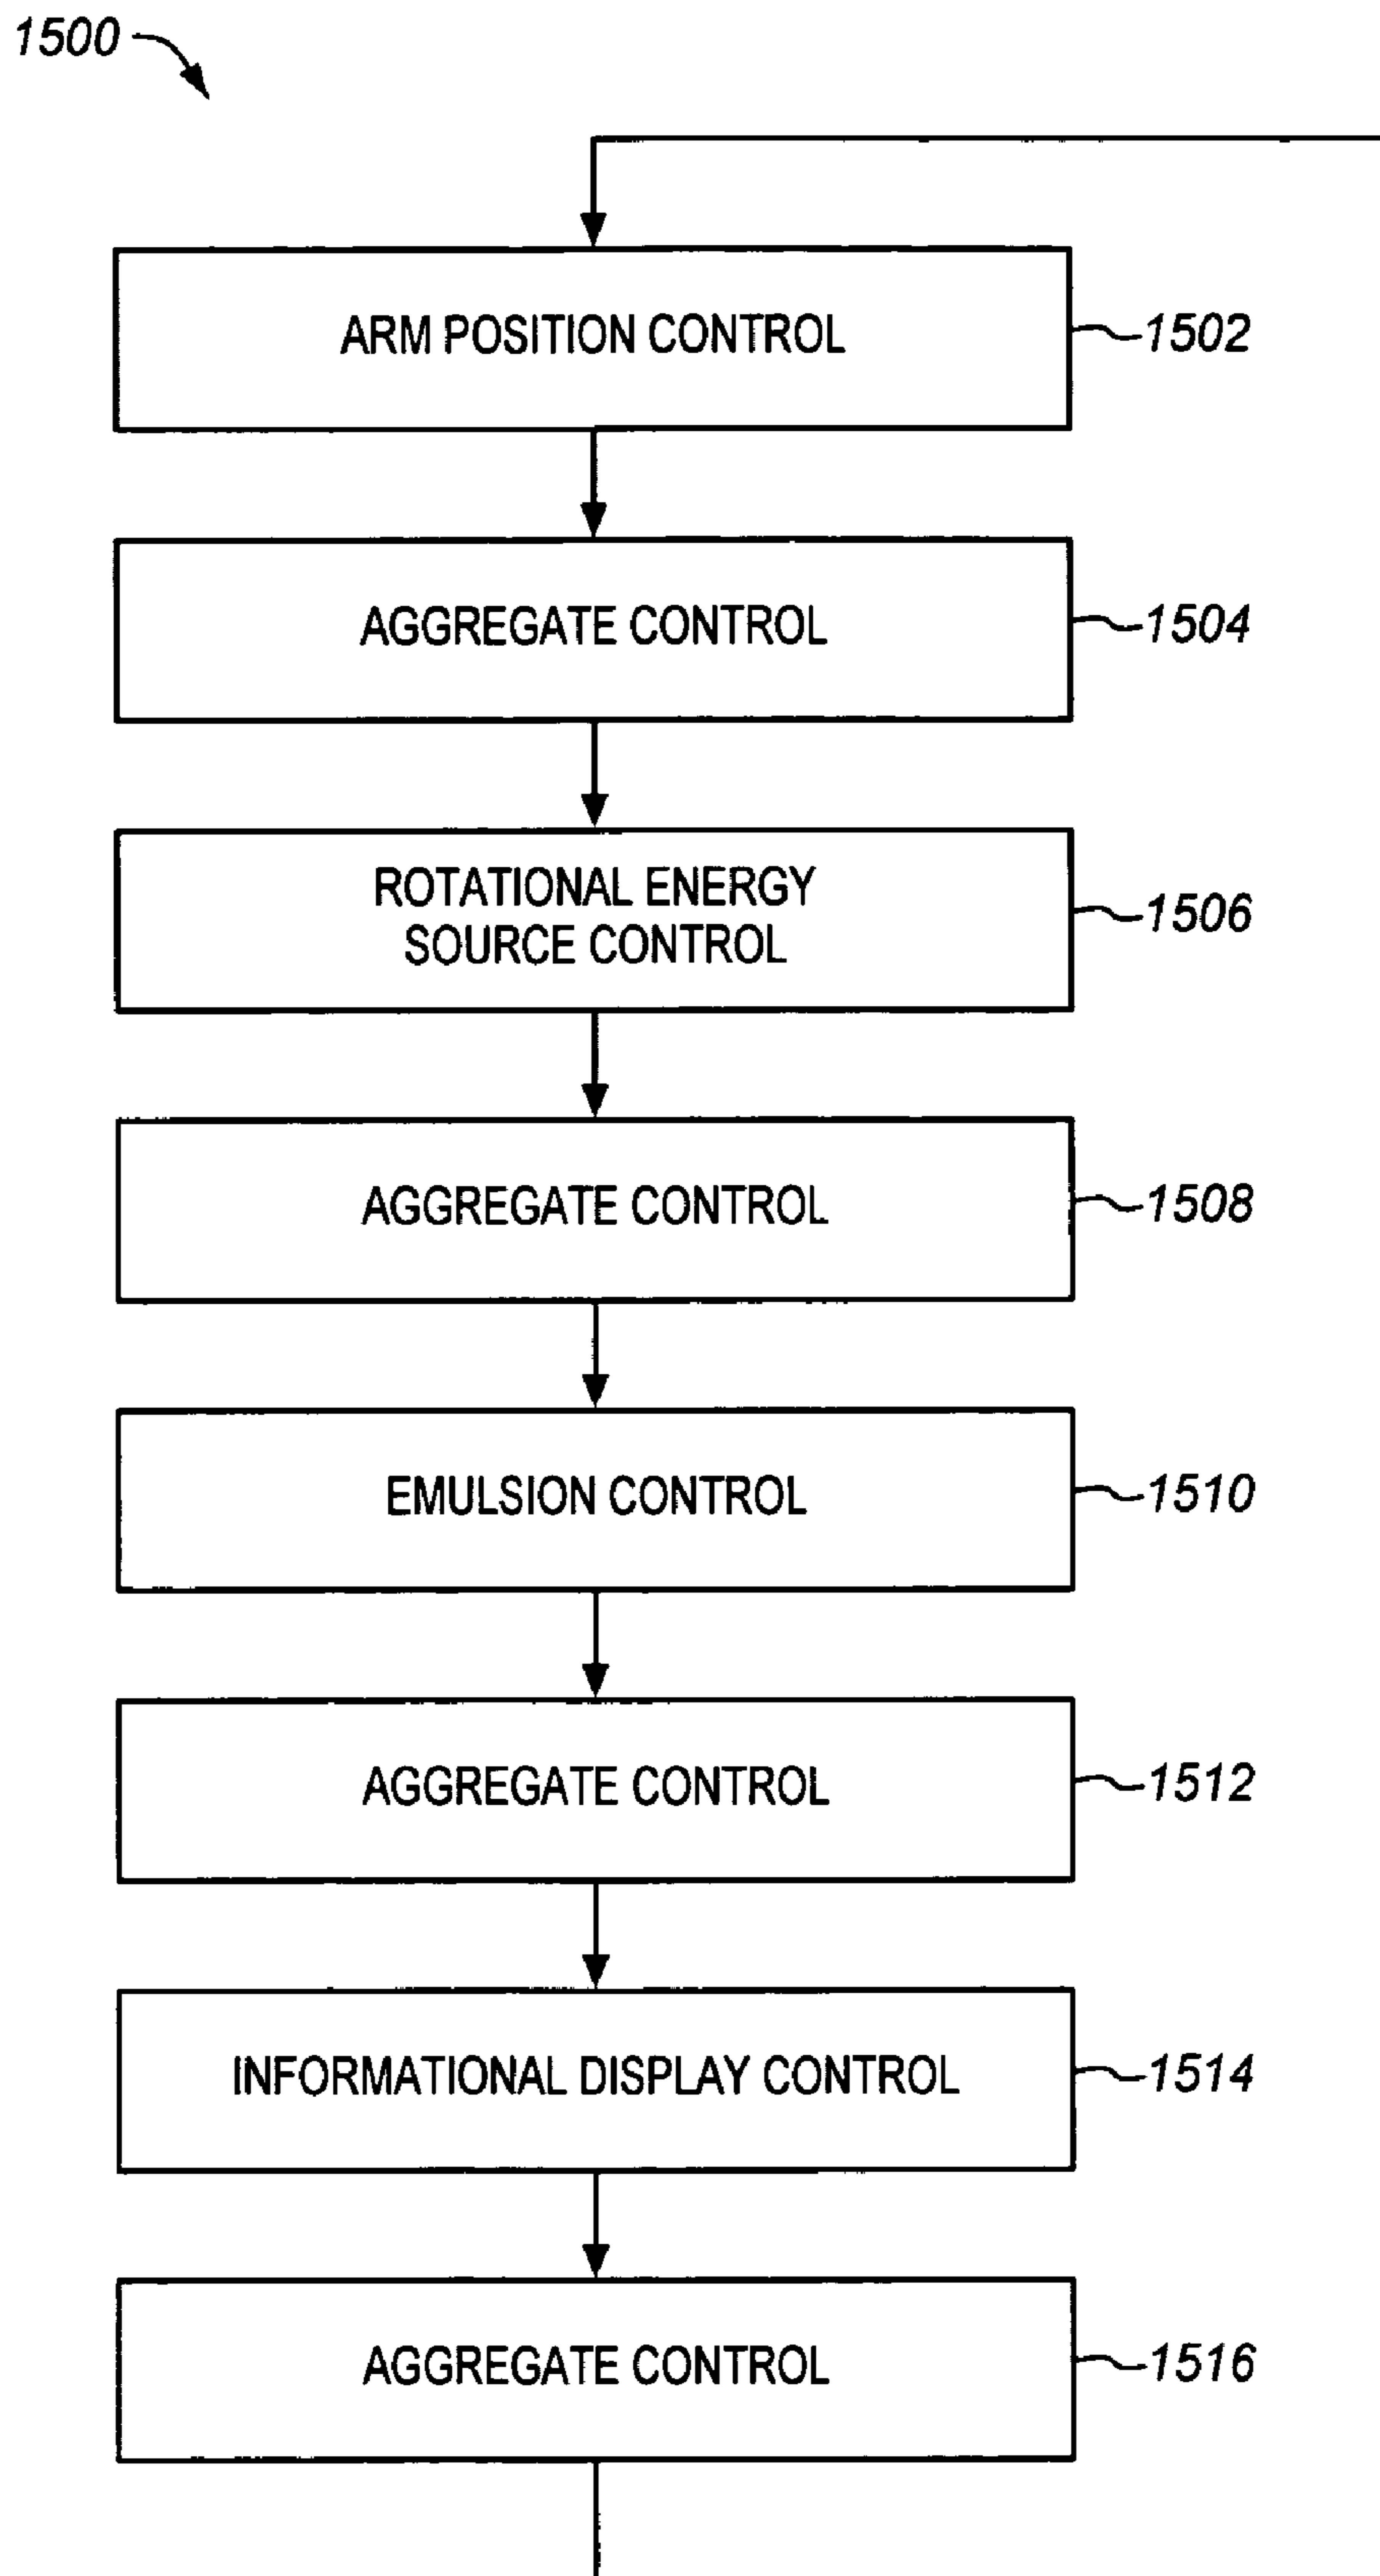 1500
ARM POSITION CONTROL
1502
AGGREGATE CONTROL
1504
ROTATIONAL ENERGY
SOURCE CONTROL
1506
AGGREGATE CONTROL
1508
EMULSION CONTROL
1510
AGGREGATE CONTROL
1512
INFORMATIONAL DISPLAY CONTROL
1514
AGGREGATE CONTROL
1516